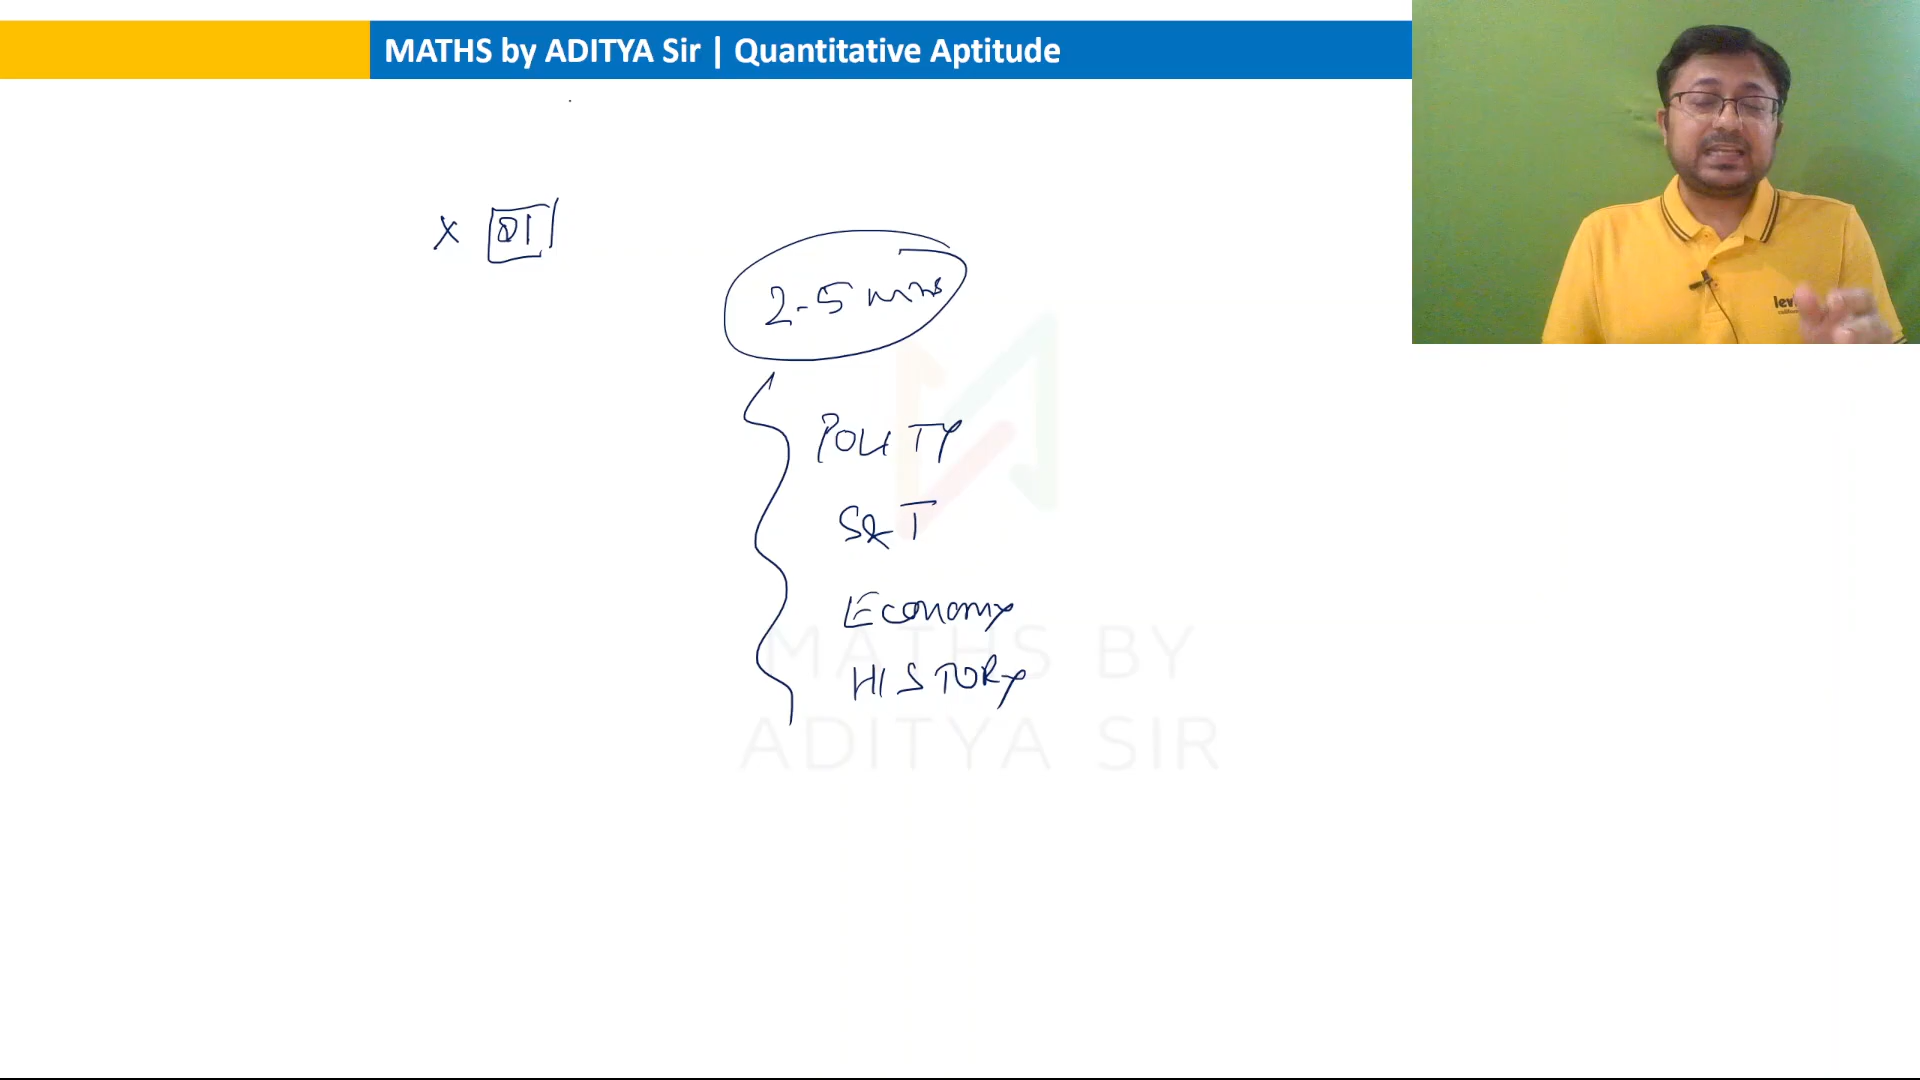 MATHS by ADITYA Sir | Quantitative Aptitude
X DI
2-5 mins
POLITY
S&T
ECONOMY
HISTORY
MATHS BY
ADITYA SIR